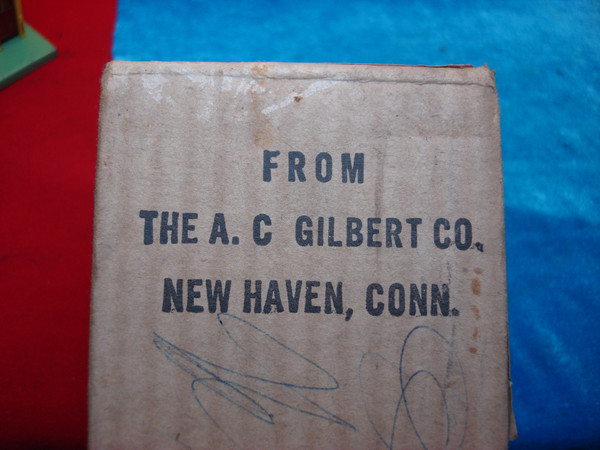 FROM
THE A. C GILBERT CO.
NEW HAVEN, CONN.